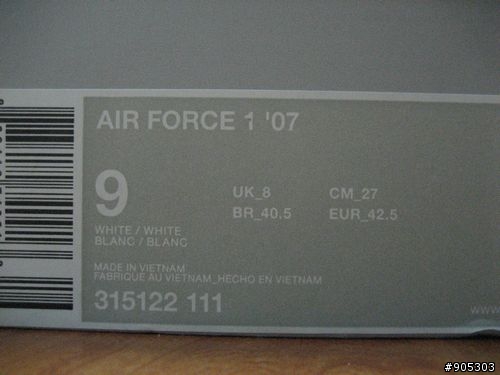 AIR FORCE 1 '07
9
UK_8 CM_27
BR_40.5 EUR_42.5
WHITE / WHITE
BLANC / BLANC
MADE IN VIETNAM
FABRIQUE AU VIETNAM_HECHO EN VIETNAM
315122 111
www.
#905303